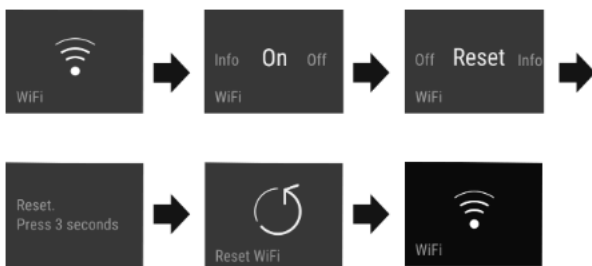 WiFi
Info On Off
WiFi
Off Reset Info
WiFi
Reset.
Press 3 seconds
Reset WiFi
WiFi